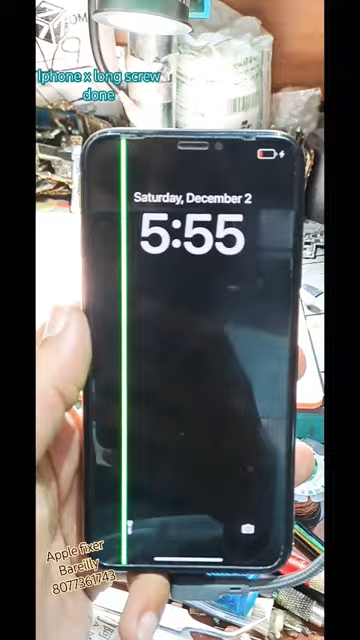 Iphone x long screw
done
Saturday, December 2
5:55
Apple fixer
Bareilly
8077361743